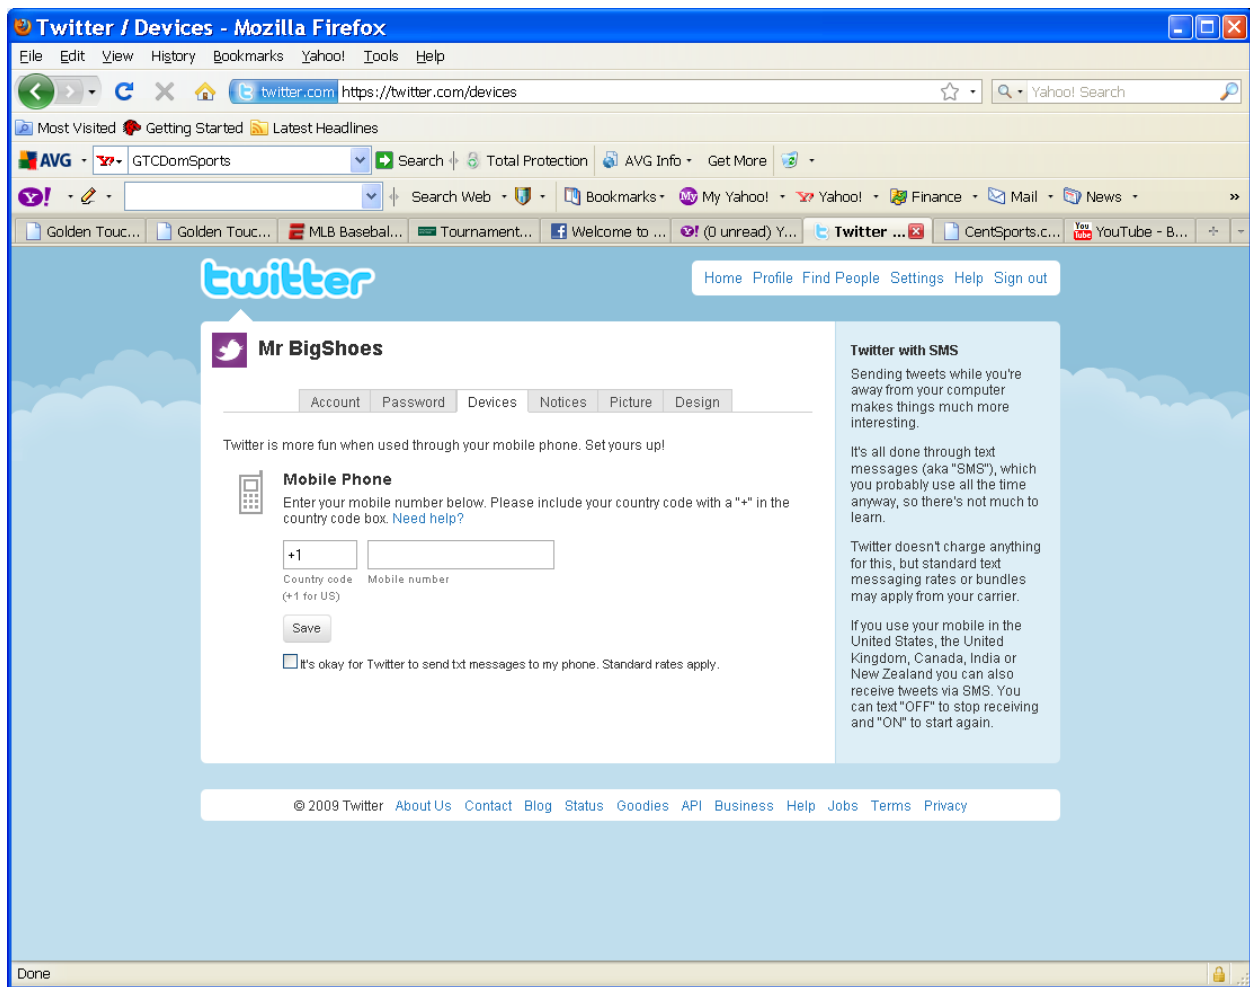 Twitter / Devices - Mozilla Firefox
File Edit View History Bookmarks Yahoo! Tools Help
twitter.com https://twitter.com/devices Yahoo! Search
Most Visited Getting Started Latest Headlines
AVG GTCDomSports Search Total Protection AVG Info Get More
Y! Search Web Bookmarks My Yahoo! Yahoo! Finance Mail News »
Golden Touc... Golden Touc... MLB Basebal... Tournament... Welcome to ... (0 unread) Y... Twitter ... CentSports.c... YouTube - B...
twitter
Home Profile Find People Settings Help Sign out
Mr BigShoes
Account Password Devices Notices Picture Design
Twitter is more fun when used through your mobile phone. Set yours up!
Mobile Phone
Enter your mobile number below. Please include your country code with a "+" in the
country code box. Need help?
+1
Country code Mobile number
(+1 for US)
Save
It's okay for Twitter to send txt messages to my phone. Standard rates apply.
Twitter with SMS
Sending tweets while you're
away from your computer
makes things much more
interesting.
It's all done through text
messages (aka "SMS"), which
you probably use all the time
anyway, so there's not much to
learn.
Twitter doesn't charge anything
for this, but standard text
messaging rates or bundles
may apply from your carrier.
If you use your mobile in the
United States, the United
Kingdom, Canada, India or
New Zealand you can also
receive tweets via SMS. You
can text "OFF" to stop receiving
and "ON" to start again.
© 2009 Twitter About Us Contact Blog Status Goodies API Business Help Jobs Terms Privacy
Done